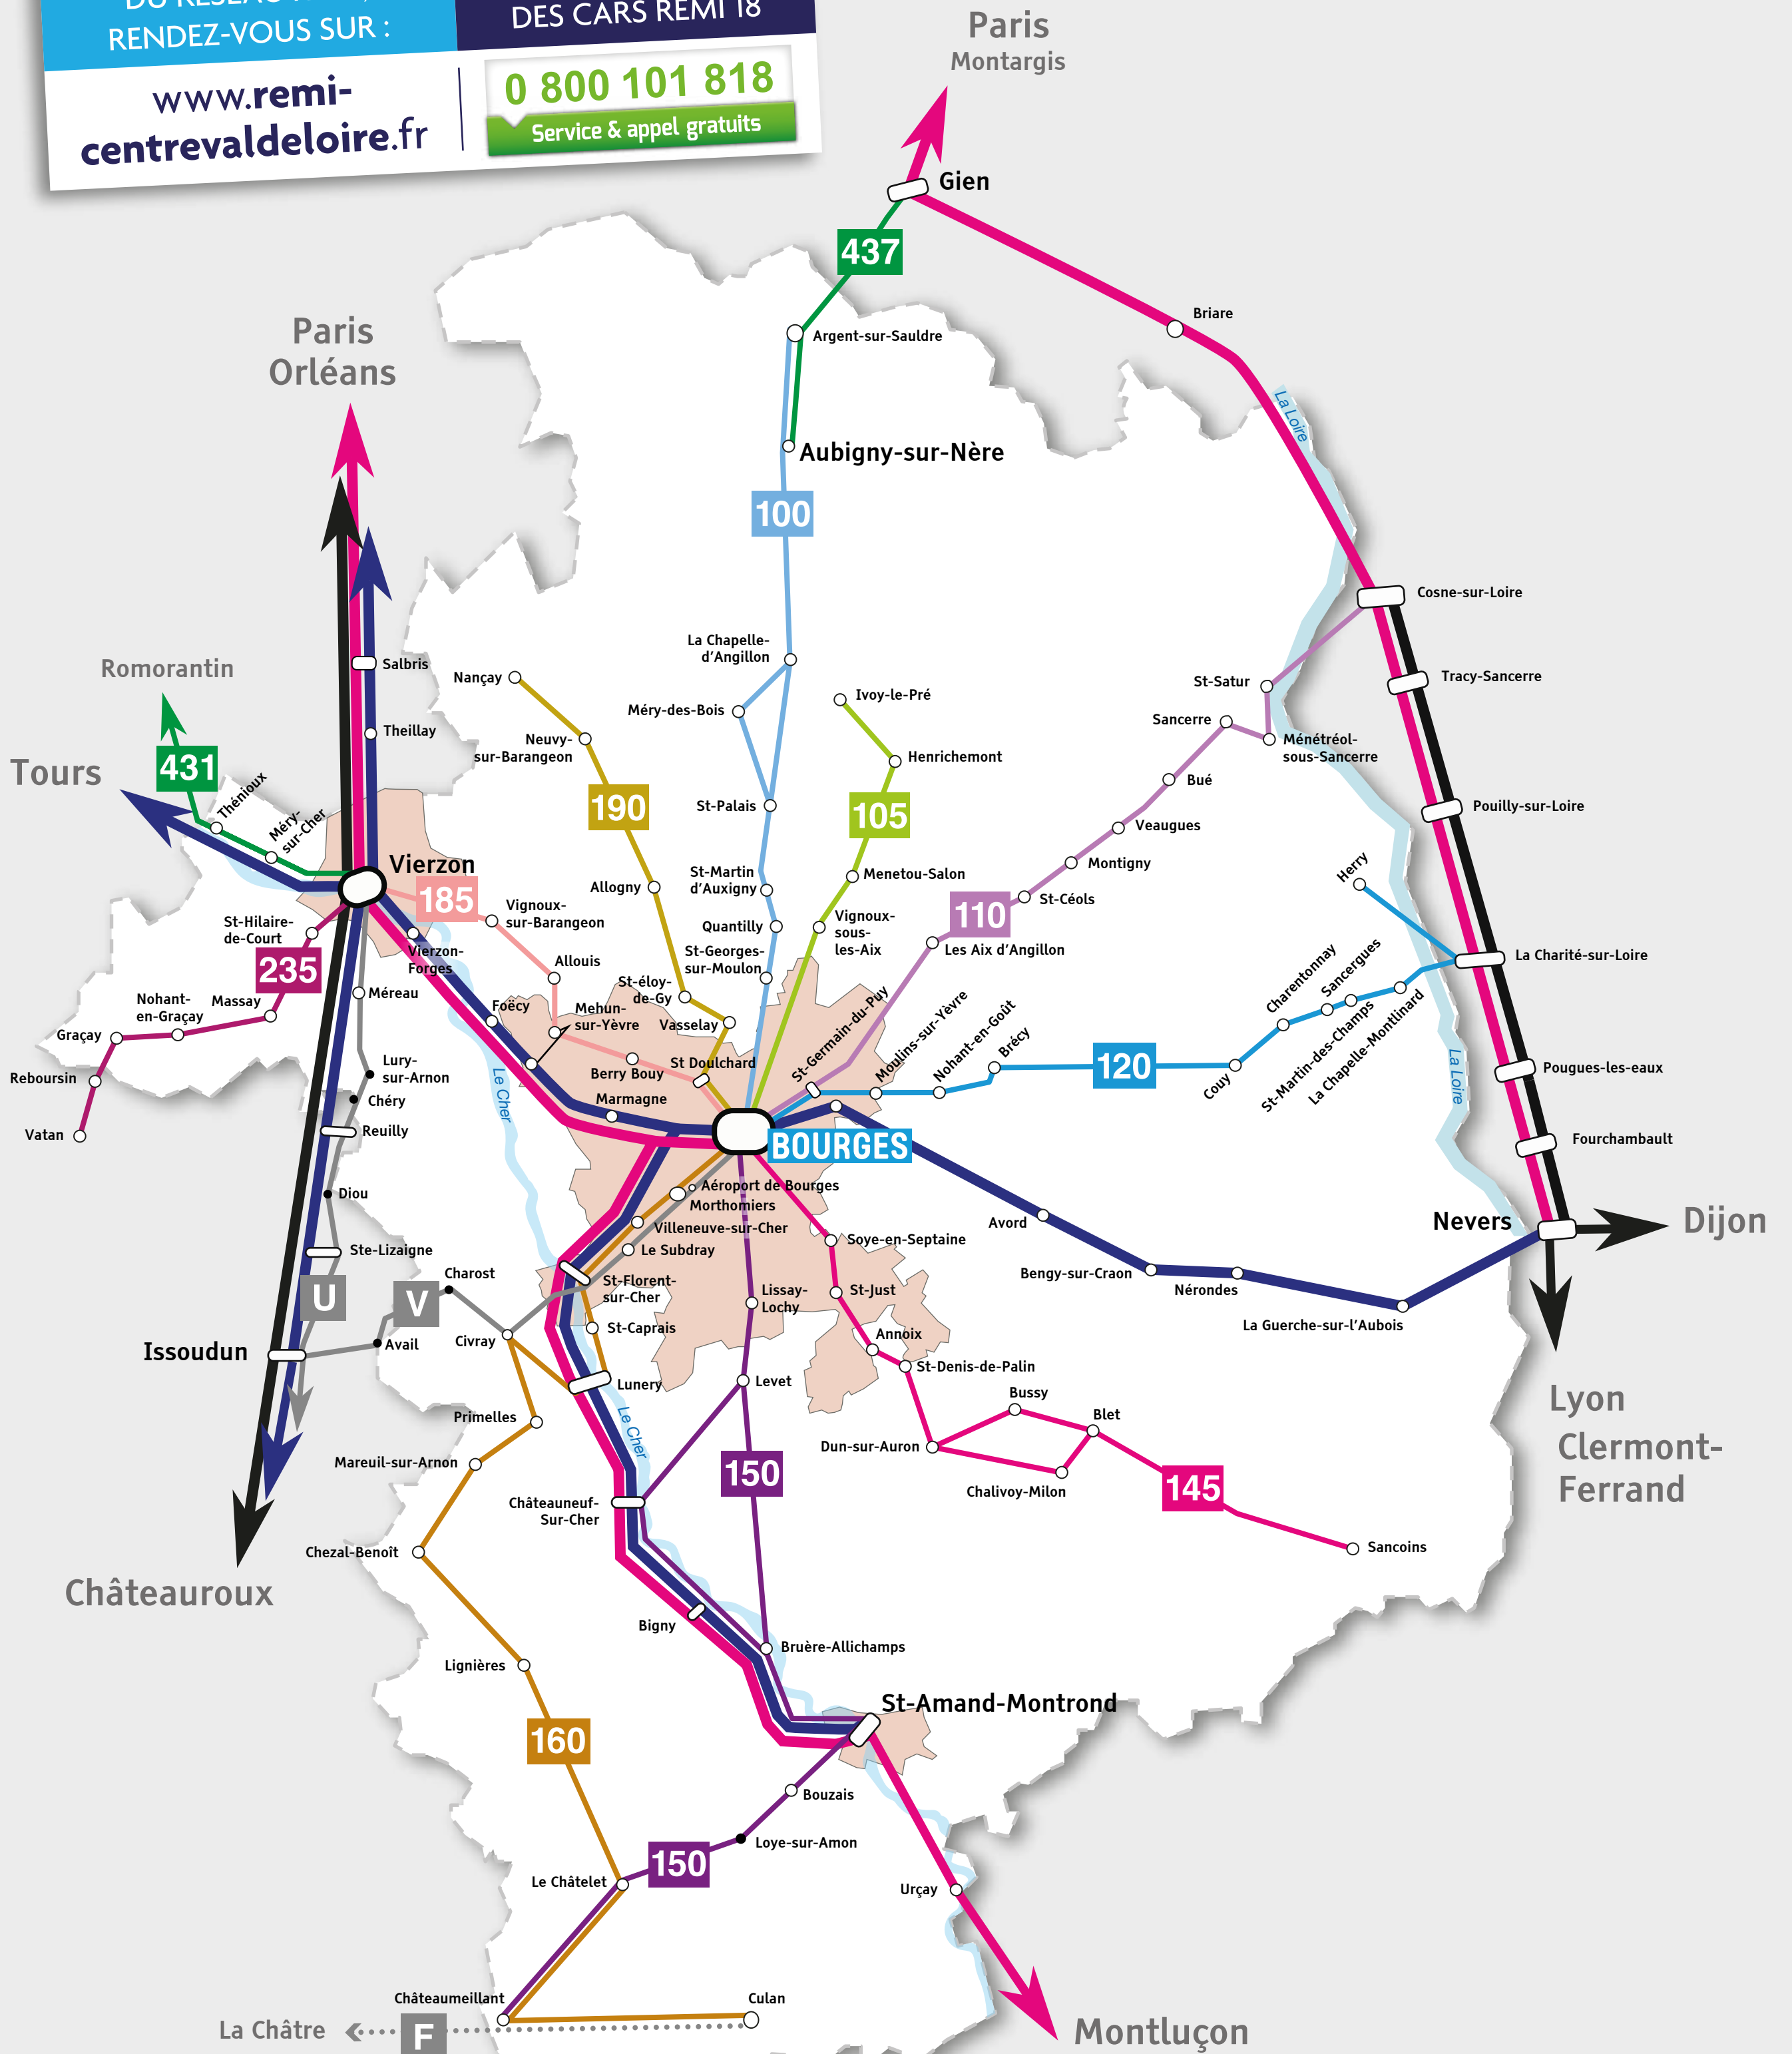 RENDEZ-VOUS SUR :
DES CARS REMI 18
www.remi-
centrevaldeloire.fr
0 800 101 818
Service & appel gratuits
Paris
Montargis
Gien
437
Briare
Argent-sur-Sauldre
Paris
Orléans
La Loire
Aubigny-sur-Nère
100
Cosne-sur-Loire
La Chapelle-
d'Angillon
Salbris
Romorantin
Nançay
Tracy-Sancerre
St-Satur
Ivoy-le-Pré
Méry-des-Bois
Sancerre
Theillay
Neuvy-
sur-Barangeon
Ménétréol-
sous-Sancerre
Henrichemont
431
Tours
Bué
Thénioux
Méry-
sur-Cher
190
St-Palais
105
Pouilly-sur-Loire
Veaugues
Vierzon
Montigny
Herry
St-Martin
d'Auxigny
Menetou-Salon
Allogny
185
St-Céols
Vignoux-
sur-Barangeon
110
St-Hilaire-
de-Court
Quantilly
Vignoux-
sous-
les-Aix
Vierzon-
Forges
Les Aix d'Angillon
La Charité-sur-Loire
235
Allouis
St-Georges-
sur-Moulon
St-éloy-
de-Gy
Méreau
Nohant-
en-Graçay
Massay
Foëcy
Mehun-
sur-Yèvre
Vasselay
Charentonnay
Sancergues
St-Martin-des-Champs
La Chapelle-Montlinard
Graçay
St-Germain-du-Puy
Moulins-sur-Yèvre
Nohant-en-Goût
Brécy
120
Couy
Lury-
sur-Arnon
St Doulchard
Berry Bouy
Reboursin
Pougues-les-eaux
La Loire
Le Cher
Chéry
Marmagne
Vatan
Reuilly
BOURGES
Fourchambault
Aéroport de Bourges
Morthomiers
Diou
Villeneuve-sur-Cher
Avord
Nevers
Dijon
Ste-Lizaigne
Le Subdray
Soye-en-Septaine
Charost
Bengy-sur-Craon
Nérondes
St-Florent-
sur-Cher
Lissay-
Lochy
St-Just
U
V
La Guerche-sur-l'Aubois
St-Caprais
Annoix
Civray
Avail
Issoudun
St-Denis-de-Palin
Lunery
Levet
Bussy
Lyon
Clermont-
Ferrand
Blet
Primelles
Le Cher
Dun-sur-Auron
Mareuil-sur-Arnon
150
Chalivoy-Milon
145
Châteauneuf-
Sur-Cher
Sancoins
Chezal-Benoît
Châteauroux
Bigny
Bruère-Allichamps
Lignières
St-Amand-Montrond
160
Bouzais
Loye-sur-Amon
150
Le Châtelet
Urçay
Châteaumeillant
Culan
La Châtre
F
Montluçon